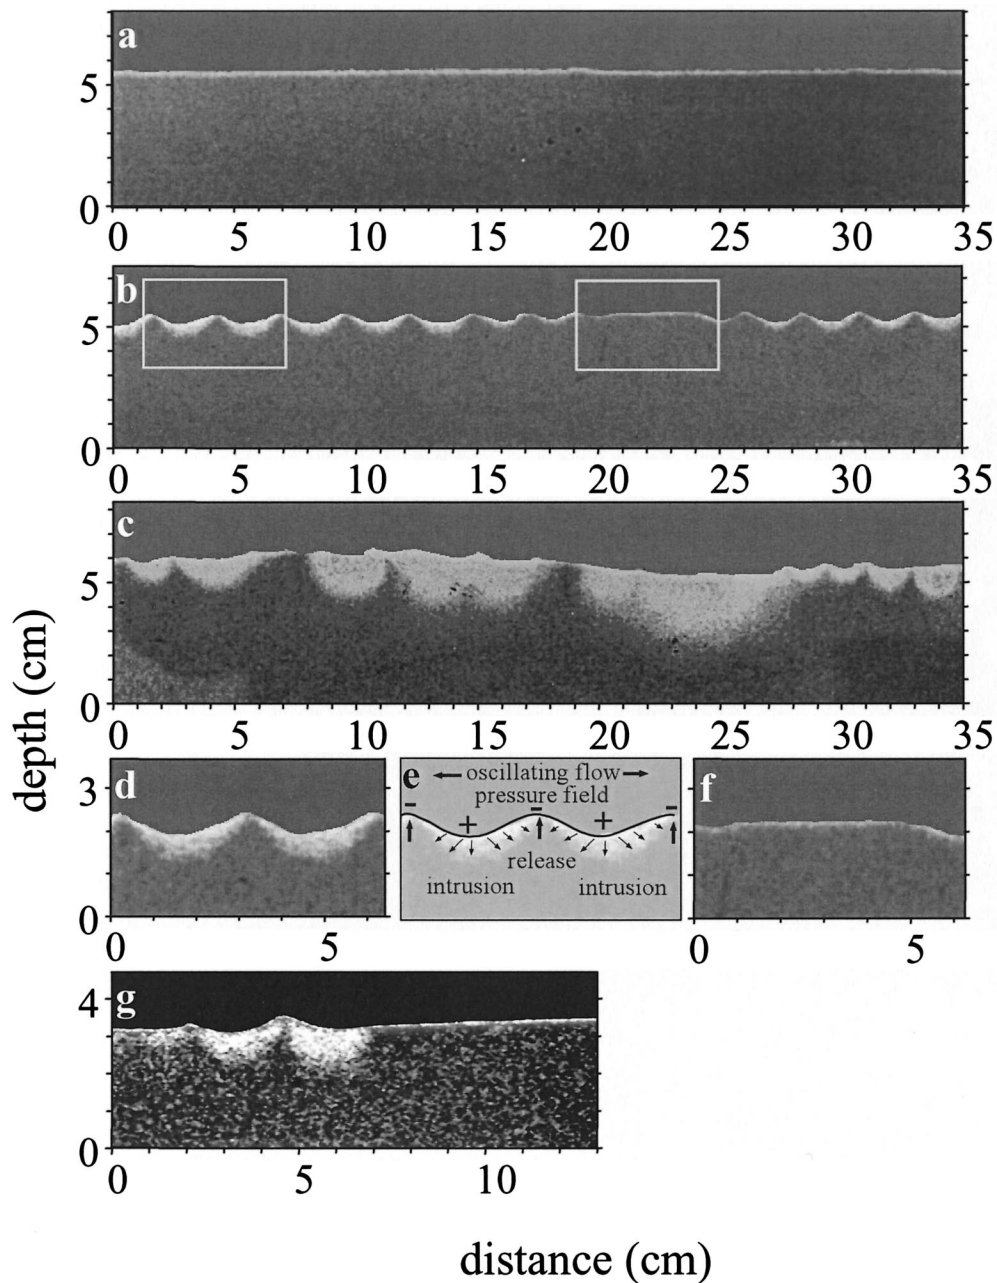 a
5
0
0 5 10 15 20 25 30 35
b
5
0
0 5 10 15 20 25 30 35
c
5
0
0 5 10 15 20 25 30 35
depth (cm)
d
3
0
0 5
e
oscillating flow
pressure field
- + - + -
release
intrusion intrusion
f
0 5
g
4
0
0 5 10
distance (cm)